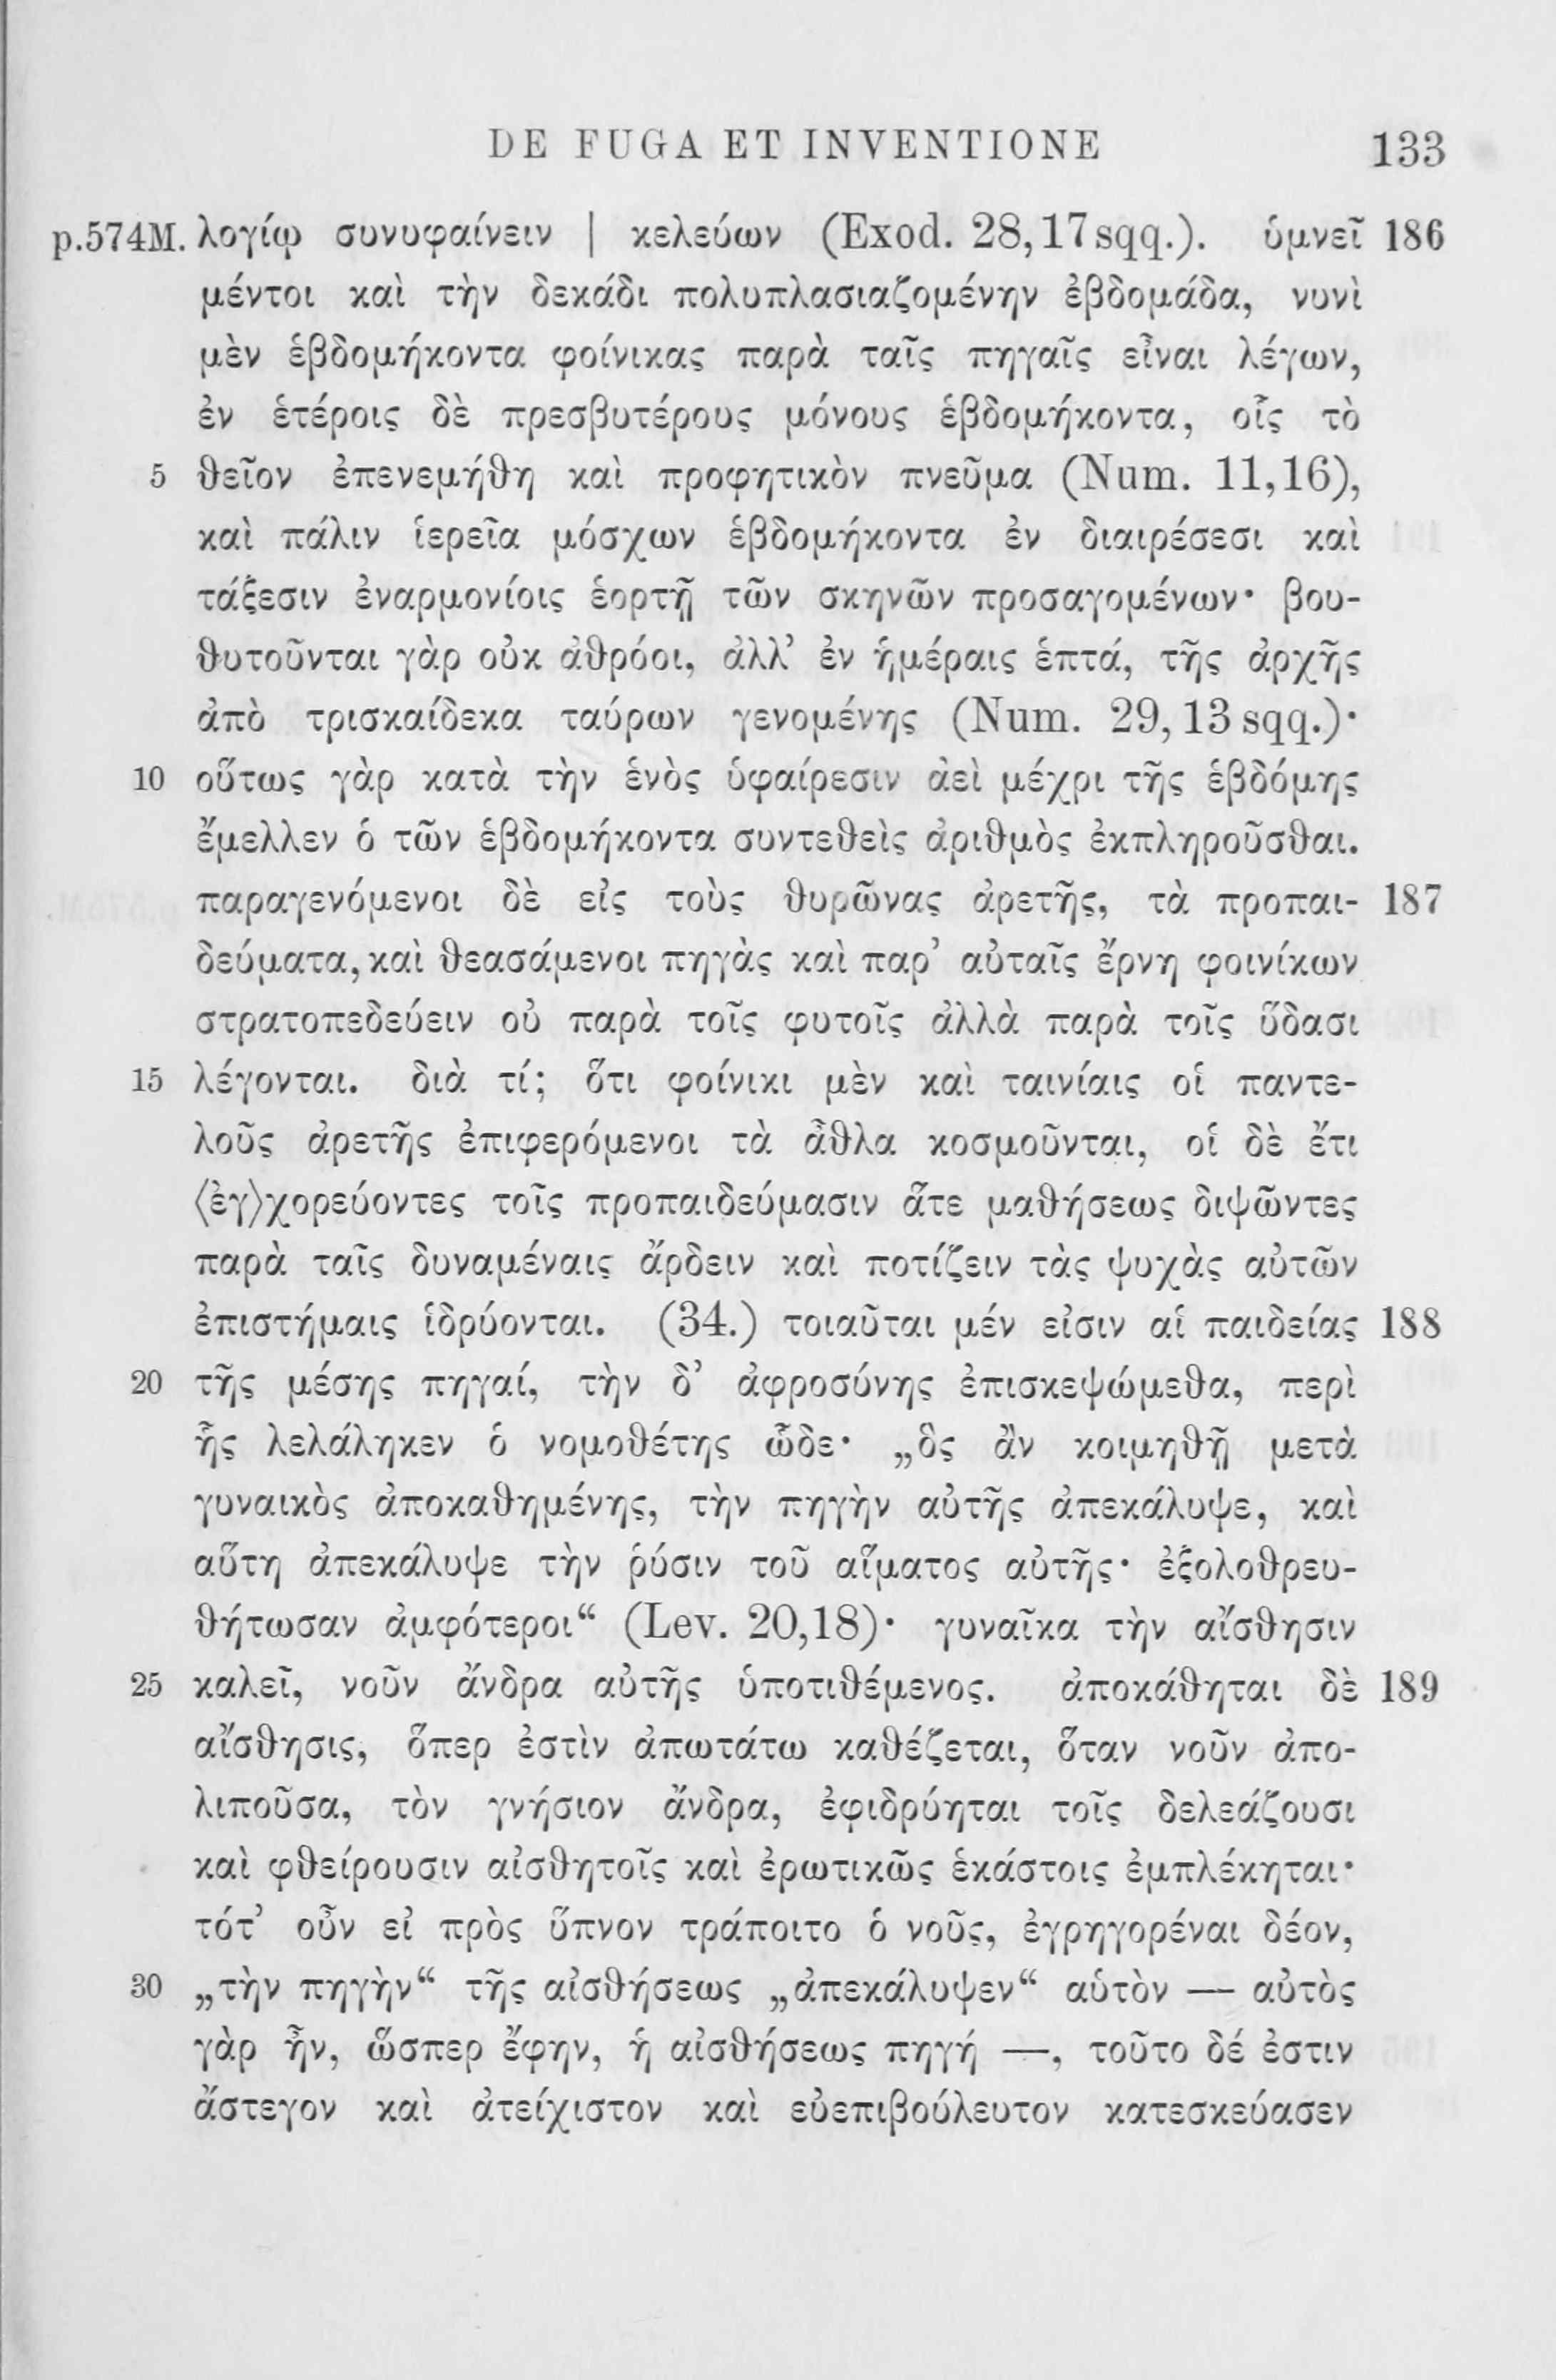 DE FUGA ET INVENTIONE 133
p.574M. λογίῳ συνυφαίνειν | κελεύων (Exod. 28,17 sqq.). ὑμνεῖ 186
μέντοι καὶ τὴν δεκάδι πολυπλασιαζομένην ἑβδομάδα, νυνὶ
μὲν ἑβδομήκοντα φοίνικας παρὰ ταῖς πηγαῖς εἶναι λέγων,
ἐν ἑτέροις δὲ πρεσβυτέρους μόνους ἑβδομήκοντα, οἷς τὸ
5 θεῖον ἐπενεμήθη καὶ προφητικὸν πνεῦμα (Num. 11,16),
καὶ πάλιν ἱερεῖα μόσχων ἑβδομήκοντα ἐν διαιρέσεσι καὶ
τάξεσιν ἐναρμονίοις ἑορτῇ τῶν σκηνῶν προσαγομένων· βου-
θυτοῦνται γὰρ οὐκ ἀθρόοι, ἀλλ’ ἐν ἡμέραις ἑπτά, τῆς ἀρχῆς
ἀπὸ τρισκαίδεκα ταύρων γενομένης (Num. 29, 13 sqq.)·
10 οὕτως γὰρ κατὰ τὴν ἑνὸς ὑφαίρεσιν ἀεὶ μέχρι τῆς ἑβδόμης
ἔμελλεν ὁ τῶν ἑβδομήκοντα συντεθεὶς ἀριθμὸς ἐκπληροῦσθαι.
παραγενόμενοι δὲ εἰς τοὺς θυρῶνας ἀρετῆς, τὰ προπαι- 187
δεύματα, καὶ θεασάμενοι πηγὰς καὶ παρ’ αὐταῖς ἔρνη φοινίκων
στρατοπεδεύειν οὐ παρὰ τοῖς φυτοῖς ἀλλὰ παρὰ τοῖς ὕδασι
15 λέγονται. διὰ τί; ὅτι φοίνικι μὲν καὶ ταινίαις οἱ παντε-
λοῦς ἀρετῆς ἐπιφερόμενοι τὰ ἆθλα κοσμοῦνται, οἱ δὲ ἔτι
⟨ἐγ⟩χορεύοντες τοῖς προπαιδεύμασιν ἅτε μαθήσεως διψῶντες
παρὰ ταῖς δυναμέναις ἄρδειν καὶ ποτίζειν τὰς ψυχὰς αὐτῶν
ἐπιστήμαις ἱδρύονται. (34.) τοιαῦται μέν εἰσιν αἱ παιδείας 188
20 τῆς μέσης πηγαί, τὴν δ’ ἀφροσύνης ἐπισκεψώμεθα, περὶ
ἧς λελάληκεν ὁ νομοθέτης ὧδε· „ὃς ἂν κοιμηθῇ μετὰ
γυναικὸς ἀποκαθημένης, τὴν πηγὴν αὐτῆς ἀπεκάλυψε, καὶ
αὕτη ἀπεκάλυψε τὴν ῥύσιν τοῦ αἵματος αὐτῆς· ἐξολοθρευ-
θήτωσαν ἀμφότεροι“ (Lev. 20,18)· γυναῖκα τὴν αἴσθησιν
25 καλεῖ, νοῦν ἄνδρα αὐτῆς ὑποτιθέμενος. ἀποκάθηται δὲ 189
αἴσθησις, ὅπερ ἐστὶν ἀπωτάτω καθέζεται, ὅταν νοῦν ἀπο-
λιποῦσα, τὸν γνήσιον ἄνδρα, ἐφιδρύηται τοῖς δελεάζουσι
καὶ φθείρουσιν αἰσθητοῖς καὶ ἐρωτικῶς ἑκάστοις ἐμπλέκηται·
τότ’ οὖν εἰ πρὸς ὕπνον τράποιτο ὁ νοῦς, ἐγρηγορέναι δέον,
30 „τὴν πηγὴν“ τῆς αἰσθήσεως „ἀπεκάλυψεν“ αὑτὸν — αὐτὸς
γὰρ ἦν, ὥσπερ ἔφην, ἡ αἰσθήσεως πηγή —, τοῦτο δέ ἐστιν
ἄστεγον καὶ ἀτείχιστον καὶ εὐεπιβούλευτον κατεσκεύασεν